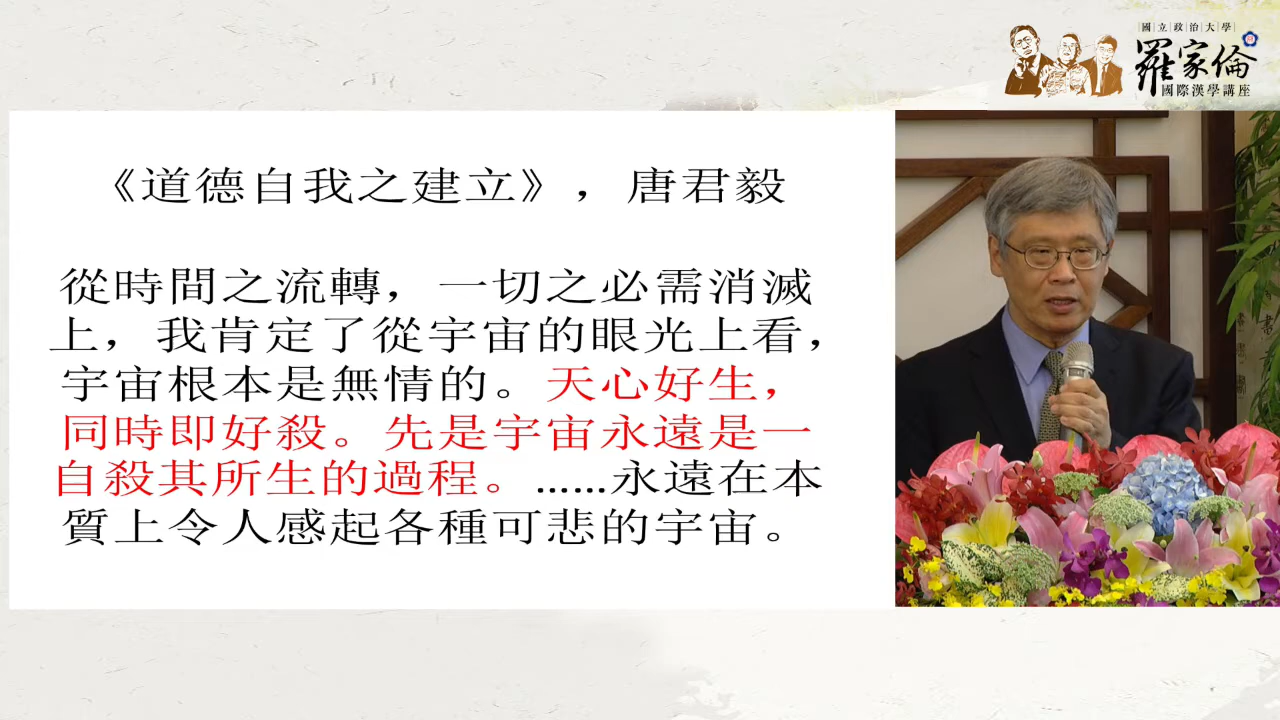 國立政治大學
羅家倫
國際漢學講座
《道德自我之建立》，唐君毅
從時間之流轉，一切之必需消滅
上，我肯定了從宇宙的眼光上看，
宇宙根本是無情的。天心好生，
同時即好殺。先是宇宙永遠是一
自殺其所生的過程。……永遠在本
質上令人感起各種可悲的宇宙。